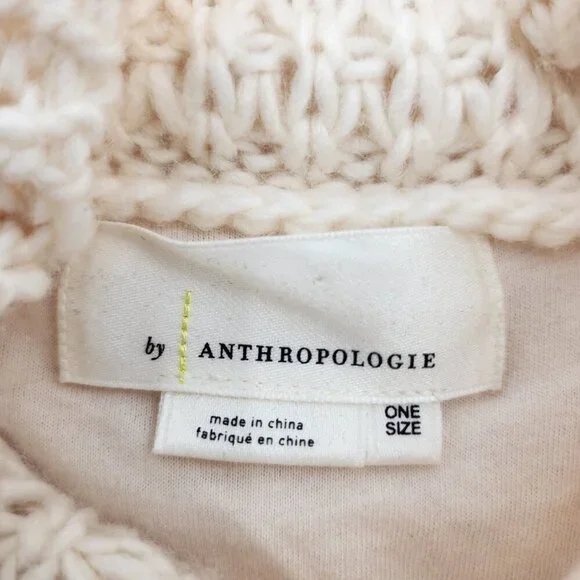 by ANTHROPOLOGIE
made in china
fabriqué en chine
ONE
SIZE